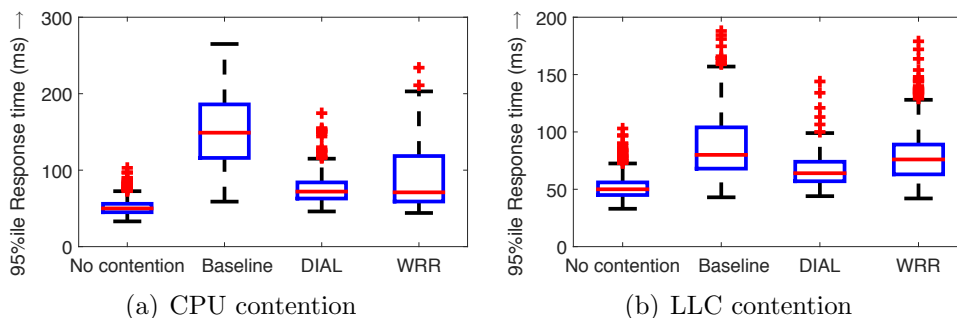 95%ile Response time (ms) →
300
200
100
0
No contention Baseline DIAL WRR
(a) CPU contention
95%ile Response time (ms) →
200
150
100
50
0
No contention Baseline DIAL WRR
(b) LLC contention